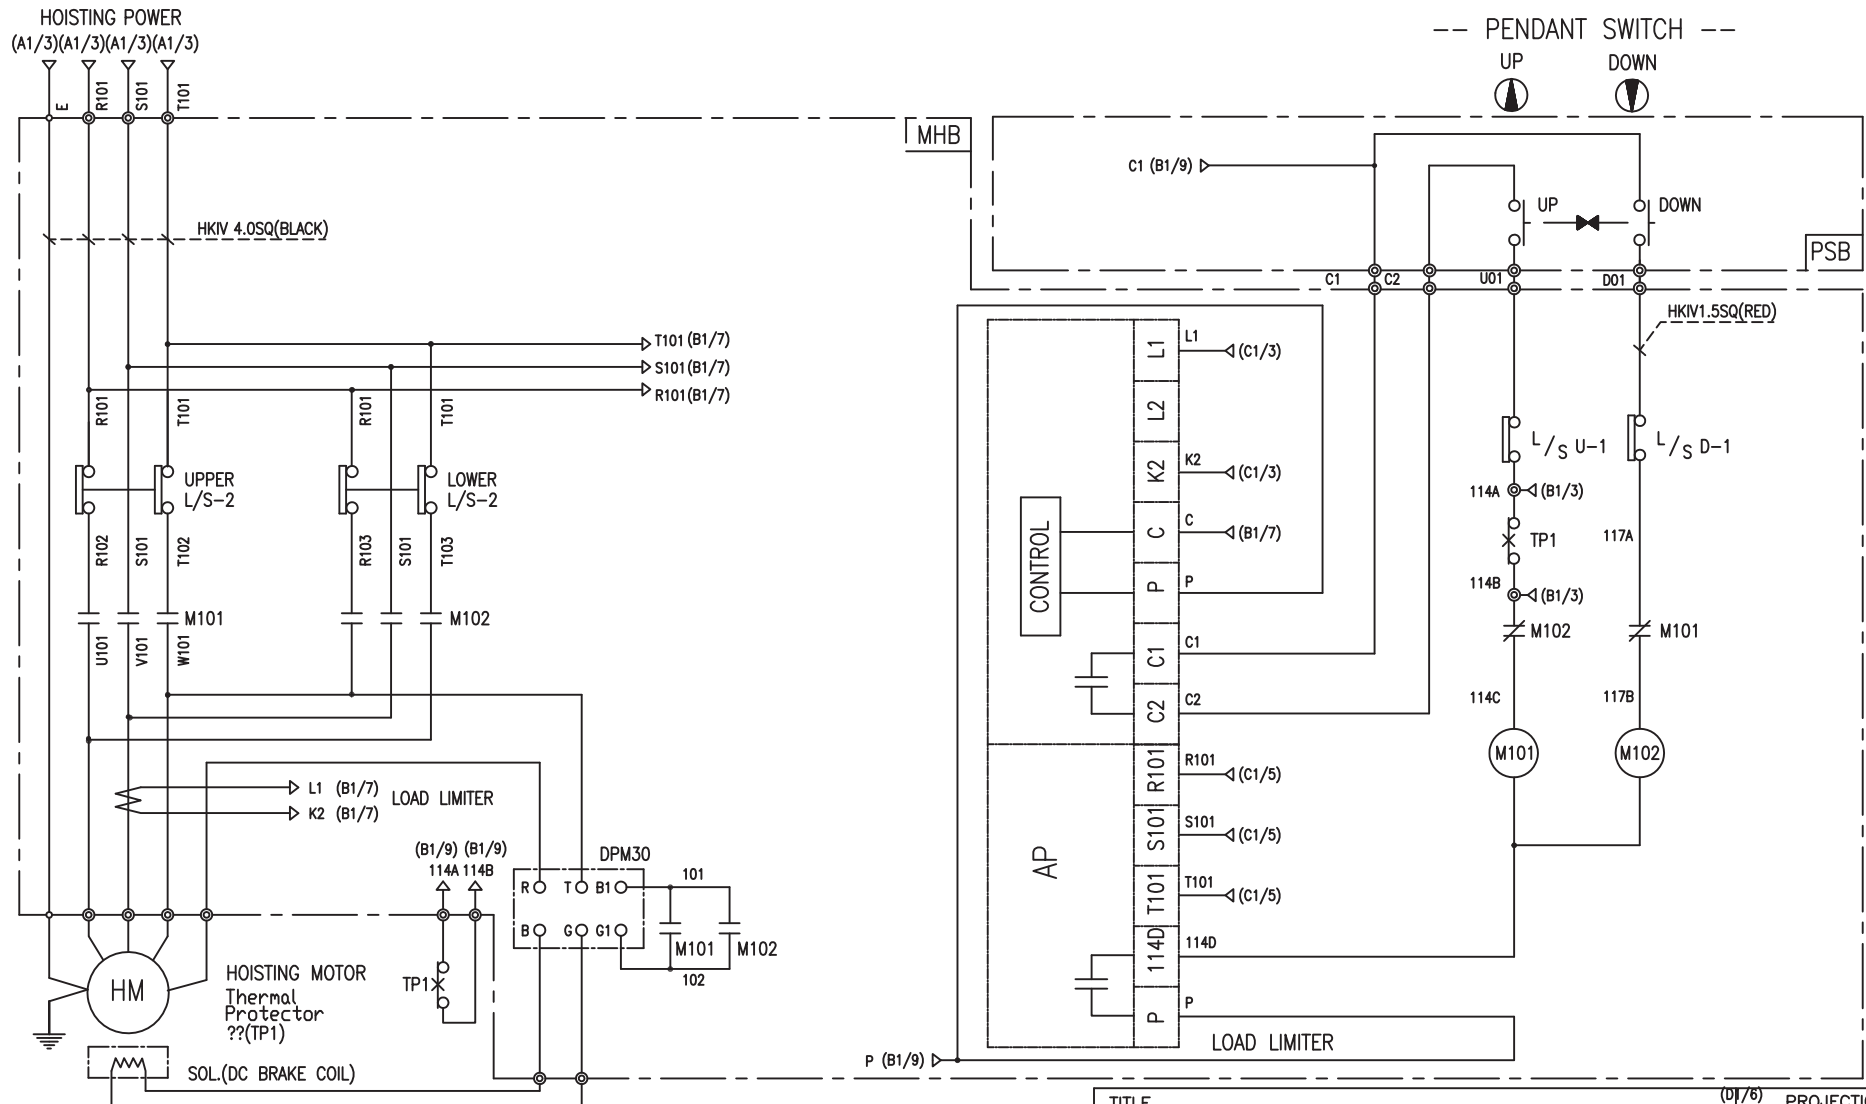 HOISTING POWER
(A1/3)(A1/3)(A1/3)(A1/3)
E
R101
S101
T101
-- PENDANT SWITCH --
UP
DOWN
MHB
C1 (B1/9)
UP
DOWN
PSB
HKIV 4.0SQ(BLACK)
C1
C2
U01
D01
HKIV1.5SQ(RED)
T101 (B1/7)
S101 (B1/7)
R101 (B1/7)
R101
T101
R101
T101
UPPER
L/S-2
LOWER
L/S-2
R102
S101
T102
R103
S101
T103
M101
M102
U101
V101
W101
L1 (B1/7)
K2 (B1/7)
LOAD LIMITER
(B1/9) (B1/9)
114A 114B
DPM30
R
T
B1
B
G
G1
101
M101
M102
102
HM
HOISTING MOTOR
Thermal
Protector
??(TP1)
TP1
SOL.(DC BRAKE COIL)
CONTROL
AP
L1
L1
(C1/3)
L2
K2
K2
(C1/3)
C
C
(B1/7)
P
P
C1
C1
C2
C2
R101
R101
(C1/5)
S101
S101
(C1/5)
T101
T101
(C1/5)
114D
114D
P
P
LOAD LIMITER
P (B1/9)
L/S U-1
L/S D-1
114A
(B1/3)
TP1
117A
114B
(B1/3)
M102
M101
114C
117B
M101
M102
TITLE
(D1/6)